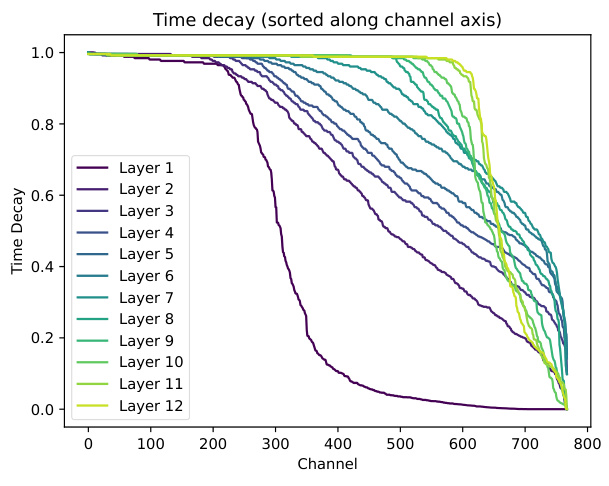 Time decay (sorted along channel axis)
Time Decay
1.0
0.8
0.6
0.4
0.2
0.0
Layer 1
Layer 2
Layer 3
Layer 4
Layer 5
Layer 6
Layer 7
Layer 8
Layer 9
Layer 10
Layer 11
Layer 12
0 100 200 300 400 500 600 700 800
Channel